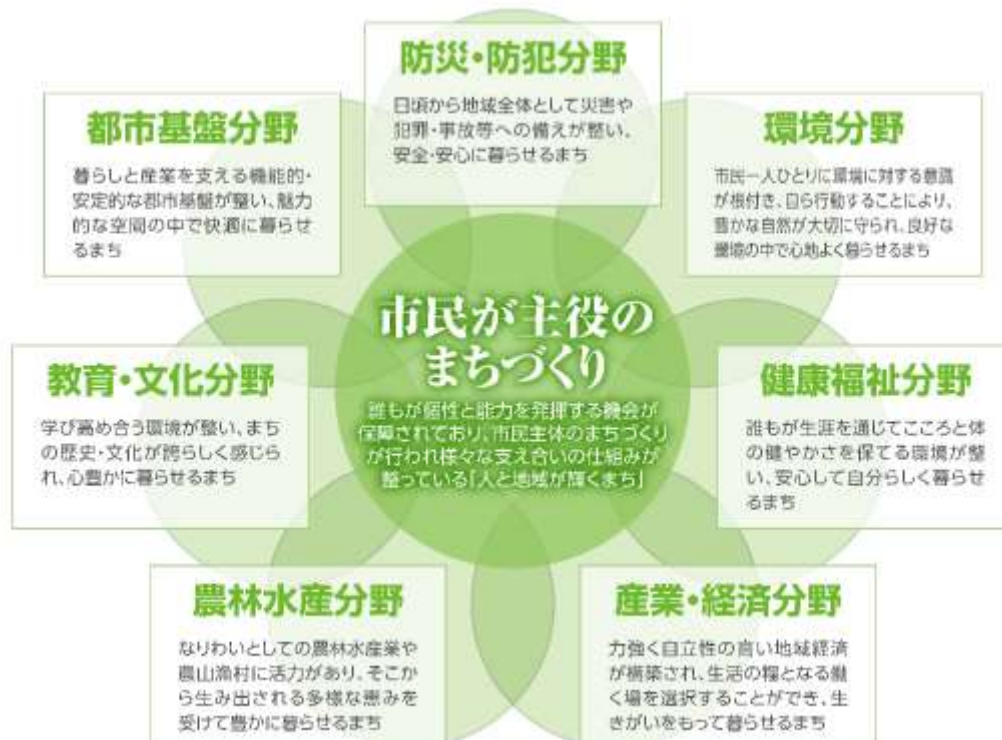 防災・防犯分野
日頃から地域全体として災害や
犯罪・事故等への備えが整い、
安全・安心に暮らせるまち
都市基盤分野
暮らしと産業を支える機能的・
安定的な都市基盤が整い、魅力
的な空間の中で快適に暮らせ
るまち
環境分野
市民一人ひとりに環境に対する意識
が根付き、自ら行動することにより、
豊かな自然が大切に守られ、良好な
環境の中で心地よく暮らせるまち
市民が主役の
まちづくり
誰もが個性と能力を発揮する機会が
保障されており、市民主体のまちづくり
が行われ様々な支え合いの仕組みが
整っている「人と地域が輝くまち」
教育・文化分野
学び高め合う環境が整い、まち
の歴史・文化が誇らしく感じら
れ、心豊かに暮らせるまち
健康福祉分野
誰もが生涯を通じてこころと体
の健やかさを保てる環境が整
い、安心して自分らしく暮らせ
るまち
農林水産分野
なりわいとしての農林水産業や
農山漁村に活力があり、そこか
ら生み出される多様な恵みを
受けて豊かに暮らせるまち
産業・経済分野
力強く自立性の高い地域経済
が構築され、生活の糧となる働
く場を選択することができ、生
きがいをもって暮らせるまち